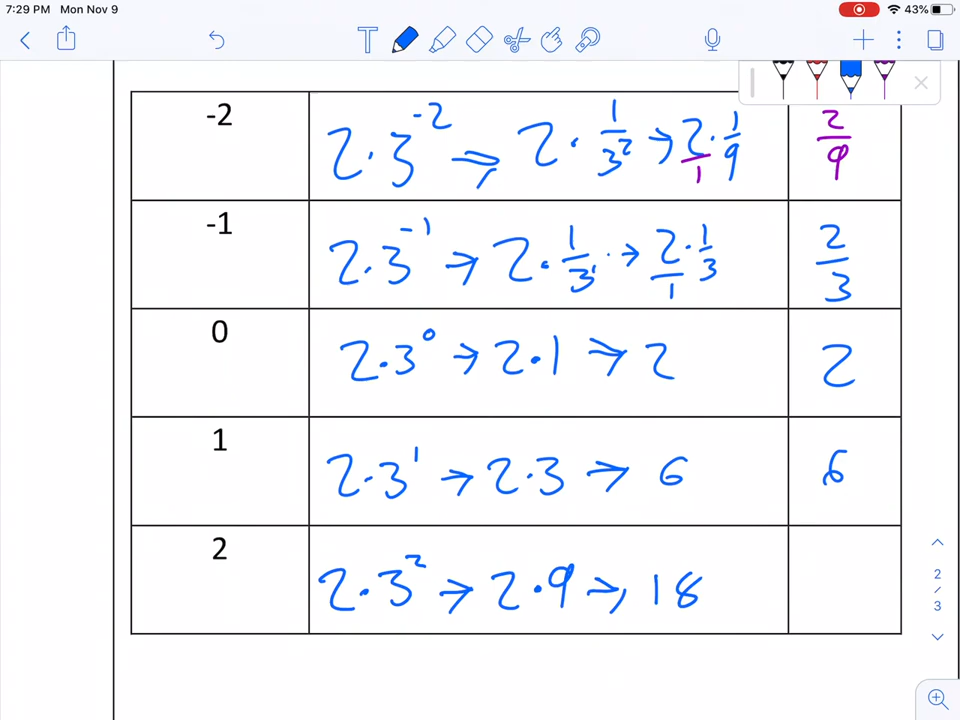 7:29 PM Mon Nov 9 43%
-2 2 · 3^-2 → 2 · 1/3^2 → 2/1 · 1/9 2/9
-1 2 · 3^-1 → 2 · 1/3^1 · → 2/1 · 1/3 2/3
0 2 · 3^0 → 2 · 1 → 2 2
1 2 · 3^1 → 2 · 3 → 6 6
2 2 · 3^2 → 2 · 9 → 18
2 / 3